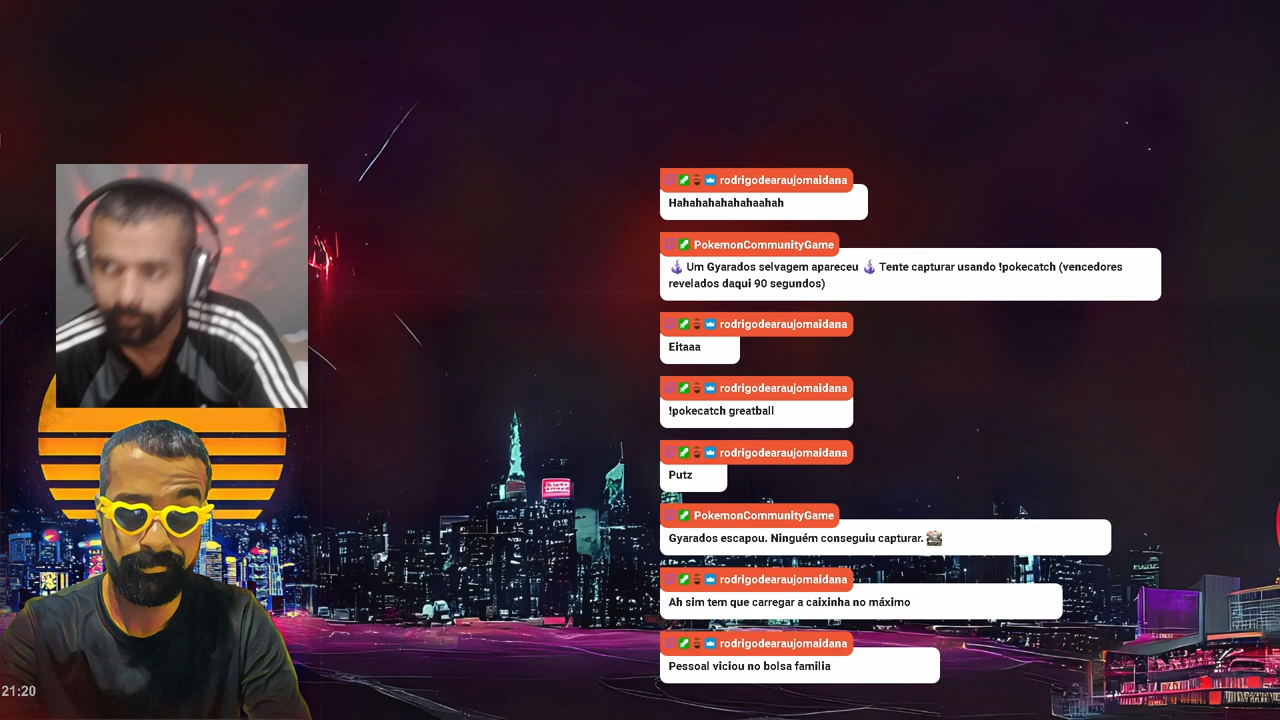 rodrigodearaujomaidana
Hahahahahahahaahah
PokemonCommunityGame
Um Gyarados selvagem apareceu Tente capturar usando !pokecatch (vencedores
revelados daqui 90 segundos)
rodrigodearaujomaidana
Eitaaa
rodrigodearaujomaidana
!pokecatch greatball
rodrigodearaujomaidana
Putz
PokemonCommunityGame
Gyarados escapou. Ninguém conseguiu capturar.
rodrigodearaujomaidana
Ah sim tem que carregar a caixinha no máximo
rodrigodearaujomaidana
Pessoal viciou no bolsa familia
21:20